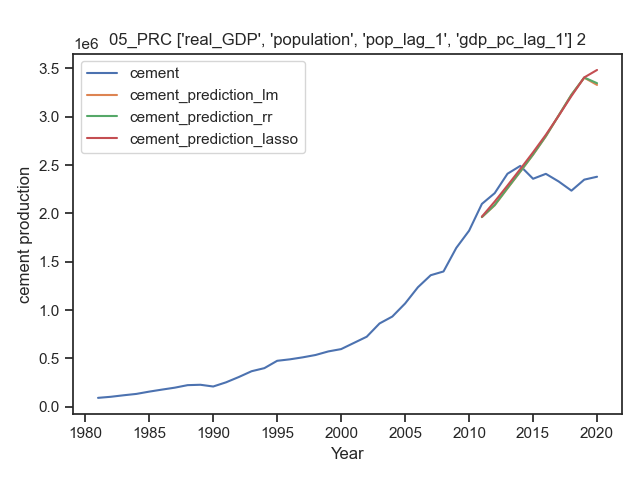 05_PRC ['real_GDP', 'population', 'pop_lag_1', 'gdp_pc_lag_1'] 2
1e6
cement
cement_prediction_lm
cement_prediction_rr
cement_prediction_lasso
3.5
3.0
2.5
2.0
1.5
1.0
0.5
0.0
cement production
1980 1985 1990 1995 2000 2005 2010 2015 2020
Year